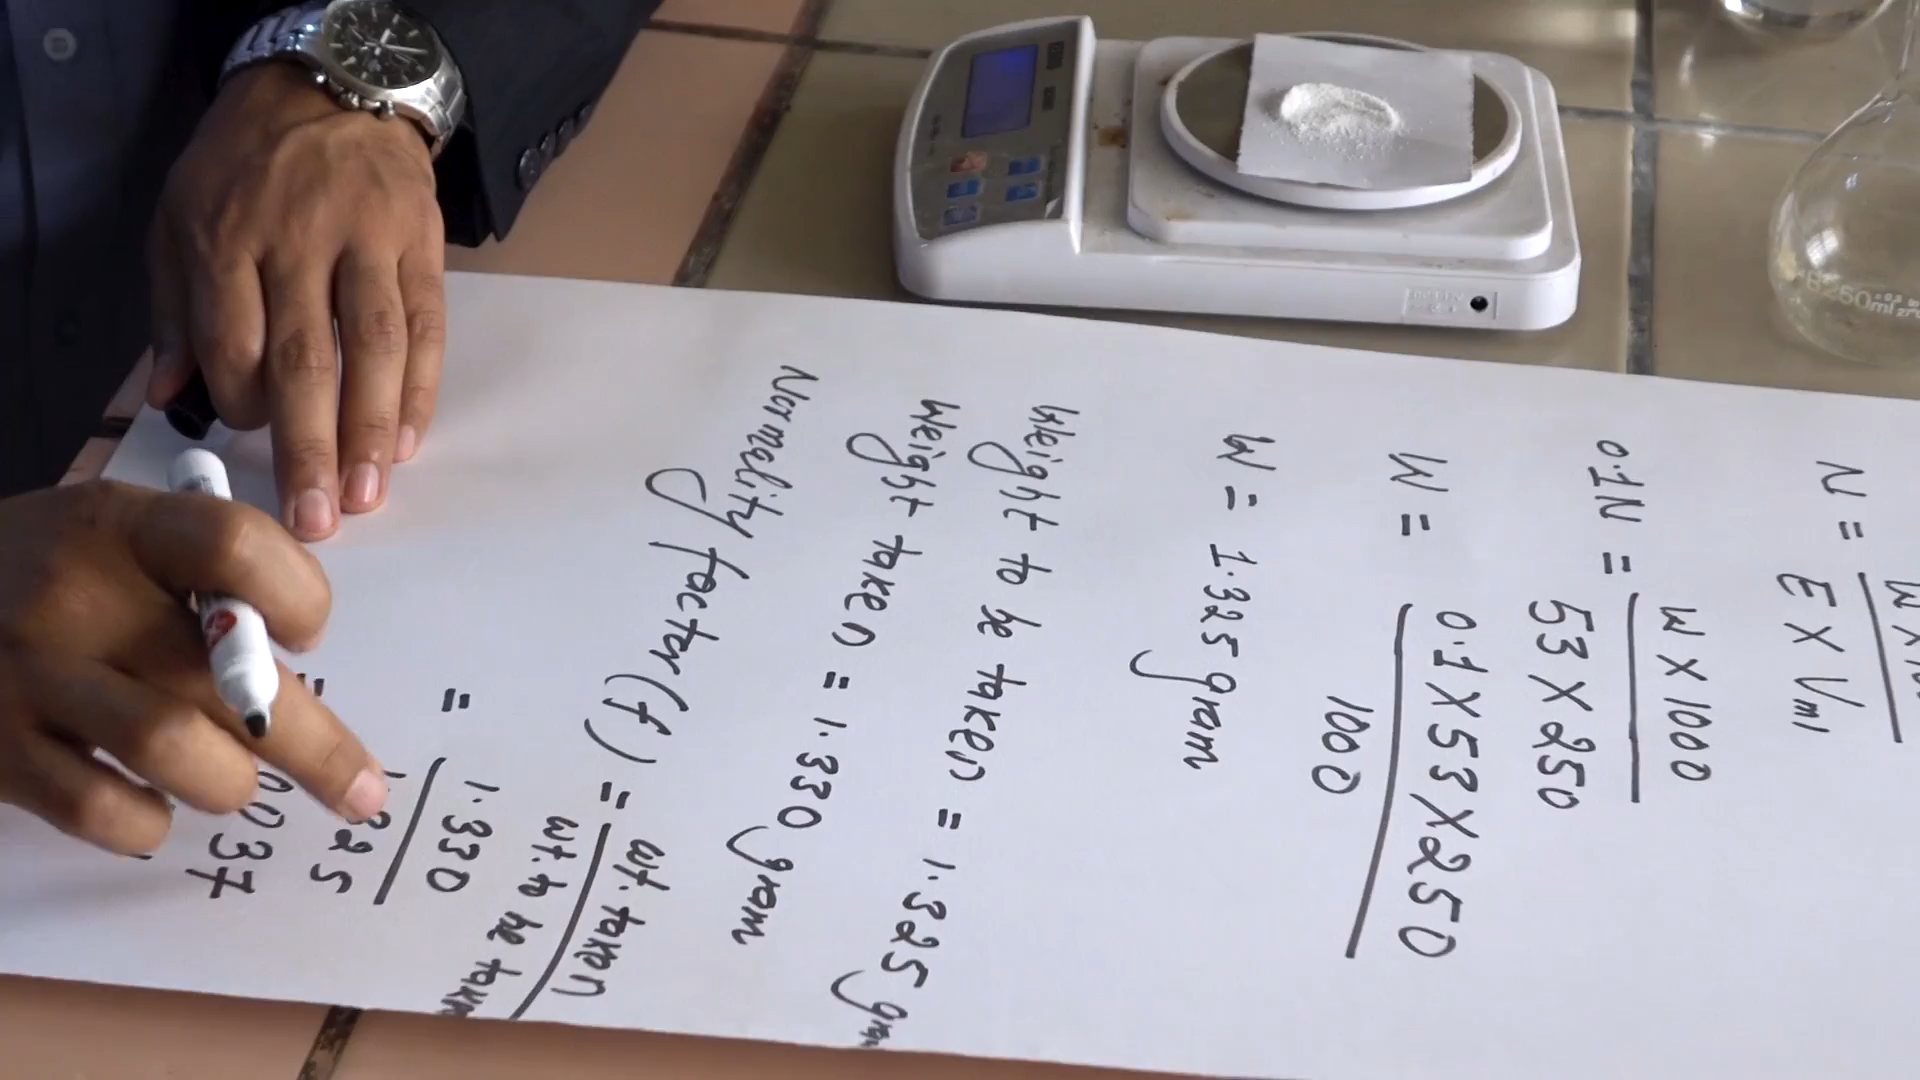 N = W X
E X Vml
0.1N = W X 1000
53 X 250
W = 0.1 X 53 X 250
1000
W = 1.325 gram
Weight to be taken = 1.325 gram
Weight taken = 1.330 gram
Normality factor (f) = wt. taken
wt. to be taken
= 1.330
1.325
= 0037
250ml